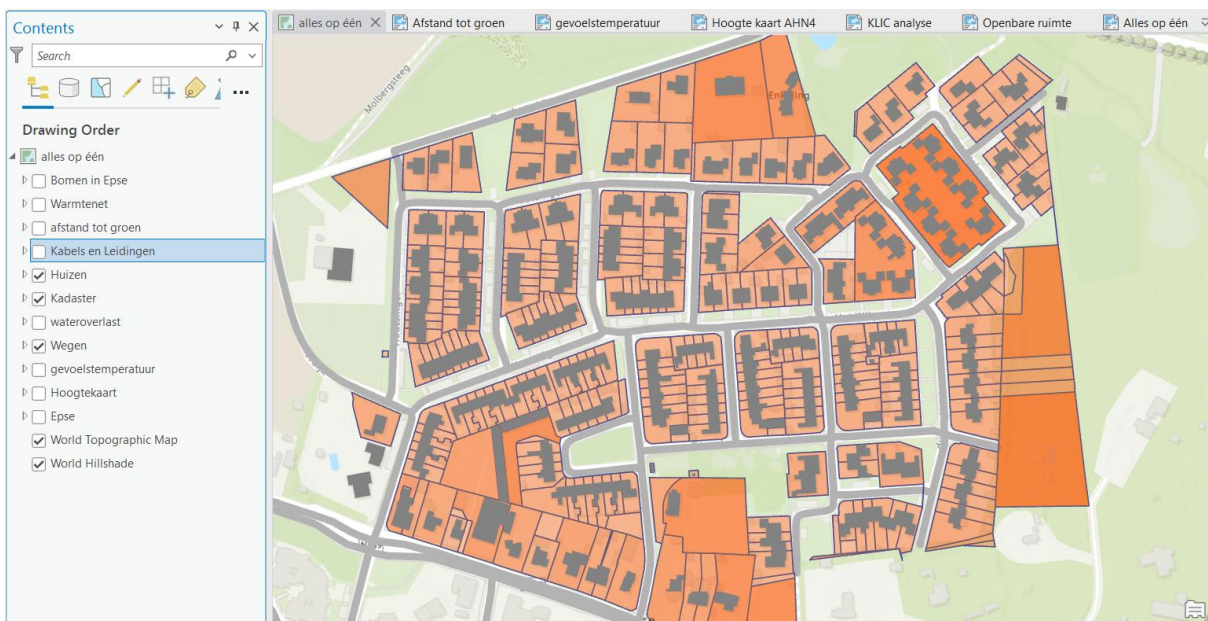 Contents
Search
Drawing Order
alles op één
Bomen in Epse
Warmtenet
afstand tot groen
Kabels en Leidingen
Huizen
Kadaster
wateroverlast
Wegen
gevoelstemperatuur
Hoogtekaart
Epse
World Topographic Map
World Hillshade
alles op één
Afstand tot groen
gevoelstemperatuur
Hoogte kaart AHN4
KLIC analyse
Openbare ruimte
Alles op één
Molbergsteeg